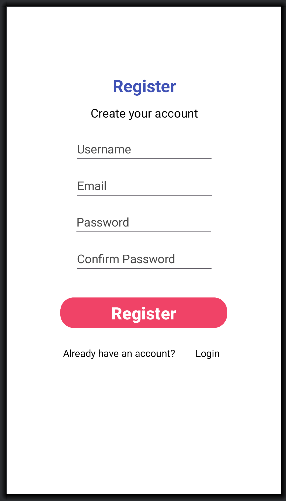 Register
Create your account
Username
Email
Password
Confirm Password
Register
Already have an account? Login